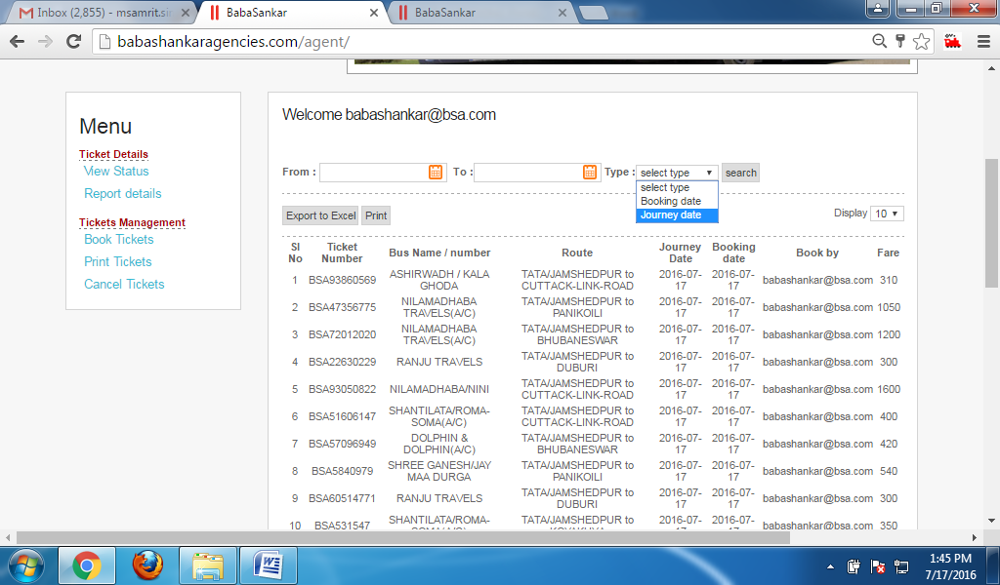 Inbox (2,855) - msamrit.si
BabaSankar
BabaSankar
babashankaragencies.com/agent/
Menu
Ticket Details
View Status
Report details
Tickets Management
Book Tickets
Print Tickets
Cancel Tickets
Welcome babashankar@bsa.com
From : To : Type : select type search
select type
Booking date
Journey date
Export to Excel Print Display 10
Sl No Ticket Number Bus Name / number Route Journey Date Booking date Book by Fare
1 BSA93860569 ASHIRWADH / KALA GHODA TATA/JAMSHEDPUR to CUTTACK-LINK-ROAD 2016-07-17 2016-07-17 babashankar@bsa.com 310
2 BSA47356775 NILAMADHABA TRAVELS(A/C) TATA/JAMSHEDPUR to PANIKOILI 2016-07-17 2016-07-17 babashankar@bsa.com 1050
3 BSA72012020 NILAMADHABA TRAVELS(A/C) TATA/JAMSHEDPUR to BHUBANESWAR 2016-07-17 2016-07-17 babashankar@bsa.com 1200
4 BSA22630229 RANJU TRAVELS TATA/JAMSHEDPUR to DUBURI 2016-07-17 2016-07-17 babashankar@bsa.com 300
5 BSA93050822 NILAMADHABA/NINI TATA/JAMSHEDPUR to CUTTACK-LINK-ROAD 2016-07-17 2016-07-17 babashankar@bsa.com 1600
6 BSA51606147 SHANTILATA/ROMA-SOMA(A/C) TATA/JAMSHEDPUR to CUTTACK-LINK-ROAD 2016-07-17 2016-07-17 babashankar@bsa.com 400
7 BSA57096949 DOLPHIN & DOLPHIN(A/C) TATA/JAMSHEDPUR to BHUBANESWAR 2016-07-17 2016-07-17 babashankar@bsa.com 420
8 BSA5840979 SHREE GANESH/JAY MAA DURGA TATA/JAMSHEDPUR to PANIKOILI 2016-07-17 2016-07-17 babashankar@bsa.com 540
9 BSA60514771 RANJU TRAVELS TATA/JAMSHEDPUR to DUBURI 2016-07-17 2016-07-17 babashankar@bsa.com 300
10 BSA531547 SHANTILATA/ROMA- TATA/JAMSHEDPUR to 2016-07- 2016-07- babashankar@bsa.com 350
1:45 PM
7/17/2016